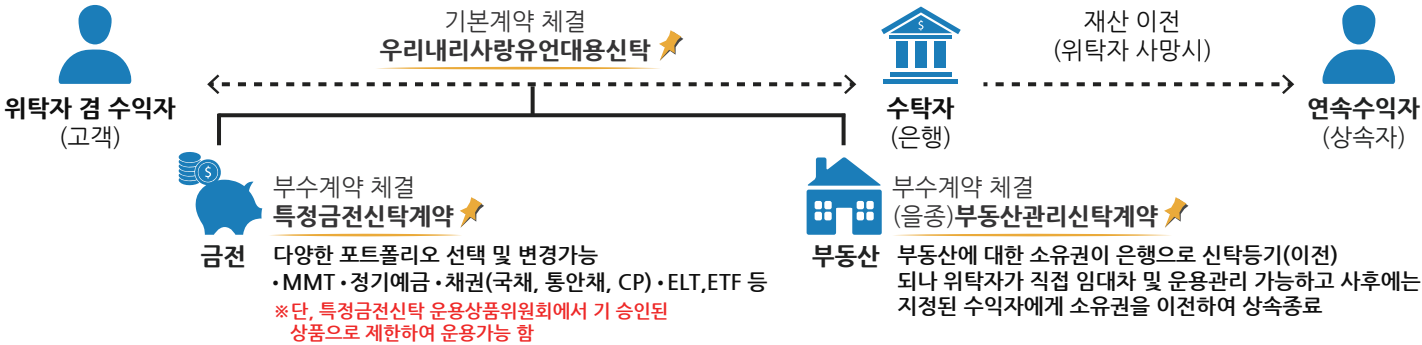 기본계약 체결
우리내리사랑유언대용신탁
재산 이전
(위탁자 사망시)
위탁자 겸 수익자
(고객)
$
수탁자
(은행)
연속수익자
(상속자)
$
금전
부수계약 체결
특정금전신탁계약
다양한 포트폴리오 선택 및 변경가능
•MMT•정기예금•채권(국채, 통안채, CP)•ELT,ETF 등
※단, 특정금전신탁 운용상품위원회에서 기 승인된
상품으로 제한하여 운용가능 함
부동산
부수계약 체결
(을종)부동산관리신탁계약
부동산에 대한 소유권이 은행으로 신탁등기(이전)
되나 위탁자가 직접 임대차 및 운용관리 가능하고 사후에는
지정된 수익자에게 소유권을 이전하여 상속종료